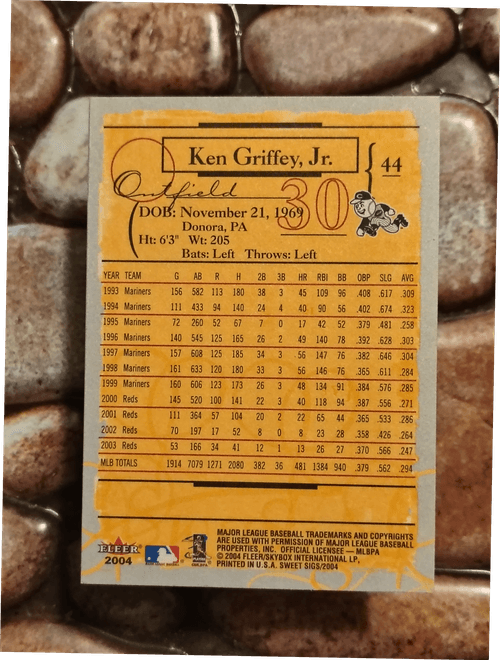 Ken Griffey, Jr.
44
Outfield
30
DOB: November 21, 1969
Donora, PA
Ht: 6'3" Wt: 205
Bats: Left Throws: Left
YEAR TEAM G AB R H 2B 3B HR RBI BB OBP SLG AVG
1993 Mariners 156 582 113 180 38 3 45 109 96 .408 .617 .309
1994 Mariners 111 433 94 140 24 4 40 90 56 .402 .674 .323
1995 Mariners 72 260 52 67 7 0 17 42 52 .379 .481 .258
1996 Mariners 140 545 125 165 26 2 49 140 78 .392 .628 .303
1997 Mariners 157 608 125 185 34 3 56 147 76 .382 .646 .304
1998 Mariners 161 633 120 180 33 3 56 146 76 .365 .611 .284
1999 Mariners 160 606 123 173 26 3 48 134 91 .384 .576 .285
2000 Reds 145 520 100 141 22 3 40 118 94 .387 .556 .271
2001 Reds 111 364 57 104 20 2 22 65 44 .365 .533 .286
2002 Reds 70 197 17 52 8 0 8 23 28 .358 .426 .264
2003 Reds 53 166 34 41 12 1 13 26 27 .370 .566 .247
MLB TOTALS 1914 7079 1271 2080 382 36 481 1384 940 .379 .562 .294
FLEER
2004
MAJOR LEAGUE BASEBALL TRADEMARKS AND COPYRIGHTS
ARE USED WITH PERMISSION OF MAJOR LEAGUE BASEBALL
PROPERTIES, INC. OFFICIAL LICENSEE — MLBPA
© 2004 FLEER/SKYBOX INTERNATIONAL LP,
PRINTED IN U.S.A. SWEET SIGS/2004